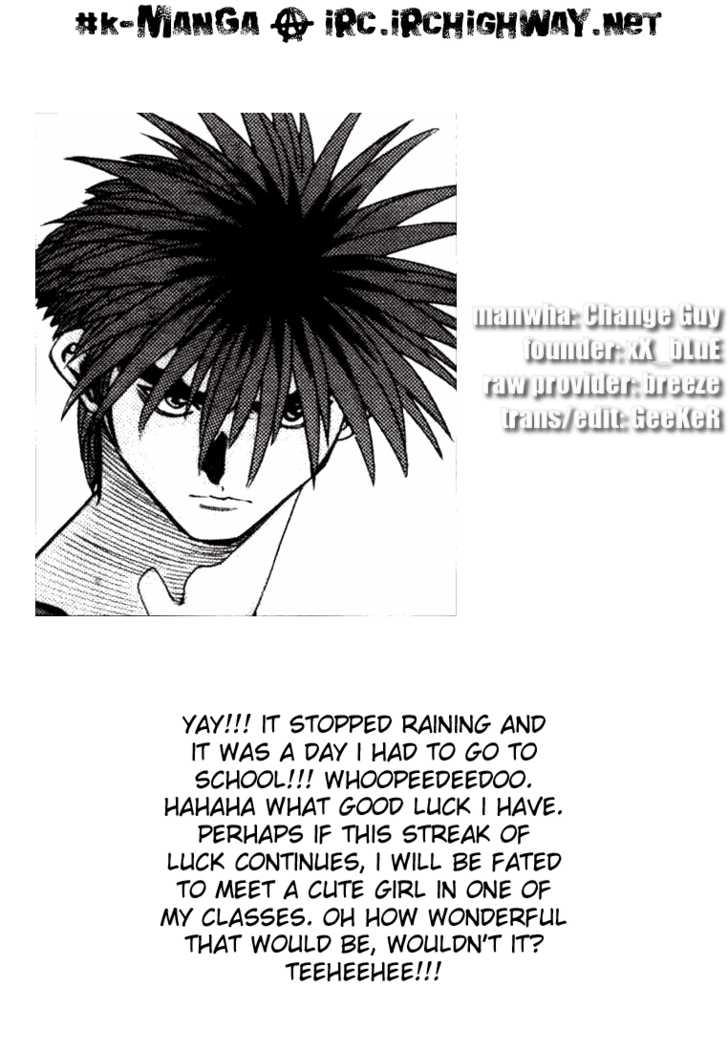 #K-MANGA @ IRC.IRCHIGHWAY.NET
manwha: Change Guy
founder: xX_bLuE
raw provider: breeze
trans/edit: GeeKeR
YAY!!! IT STOPPED RAINING AND
IT WAS A DAY I HAD TO GO TO
SCHOOL!!! WHOOPEEDEEDOO.
HAHAHA WHAT GOOD LUCK I HAVE.
PERHAPS IF THIS STREAK OF
LUCK CONTINUES, I WILL BE FATED
TO MEET A CUTE GIRL IN ONE OF
MY CLASSES. OH HOW WONDERFUL
THAT WOULD BE, WOULDN'T IT?
TEEHEEHEE!!!